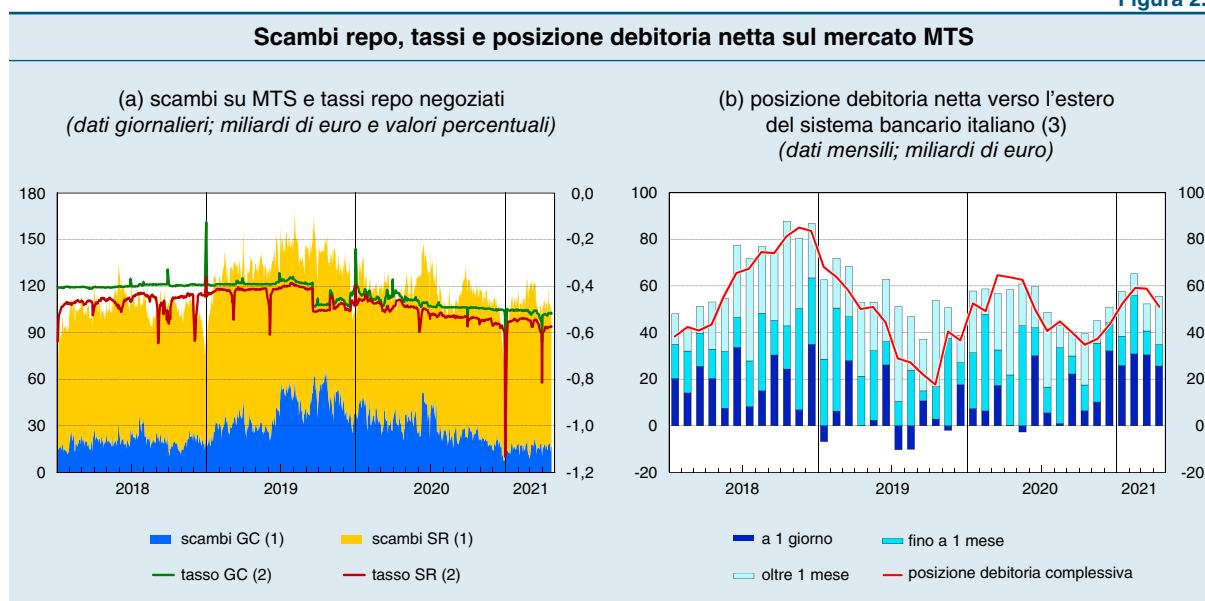 Figura 2.
Scambi repo, tassi e posizione debitoria netta sul mercato MTS
(a) scambi su MTS e tassi repo negoziati
(dati giornalieri; miliardi di euro e valori percentuali)
180
150
120
90
60
30
0
0,0
-0,2
-0,4
-0,6
-0,8
-1,0
-1,2
2018
2019
2020
2021
scambi GC (1)
scambi SR (1)
tasso GC (2)
tasso SR (2)
(b) posizione debitoria netta verso l'estero
del sistema bancario italiano (3)
(dati mensili; miliardi di euro)
100
80
60
40
20
0
-20
100
80
60
40
20
0
-20
2018
2019
2020
2021
a 1 giorno
fino a 1 mese
oltre 1 mese
posizione debitoria complessiva